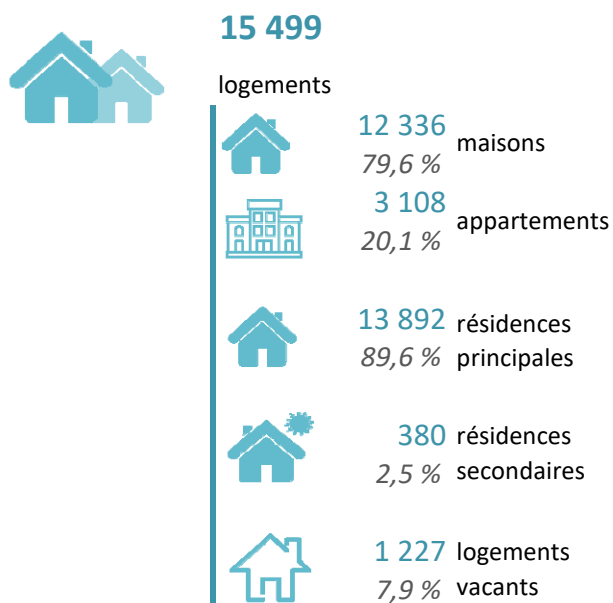 15 499
logements
12 336
79,6 %
maisons
3 108
20,1 %
appartements
13 892 résidences
89,6 % principales
380 résidences
2,5 % secondaires
1 227 logements
7,9 % vacants